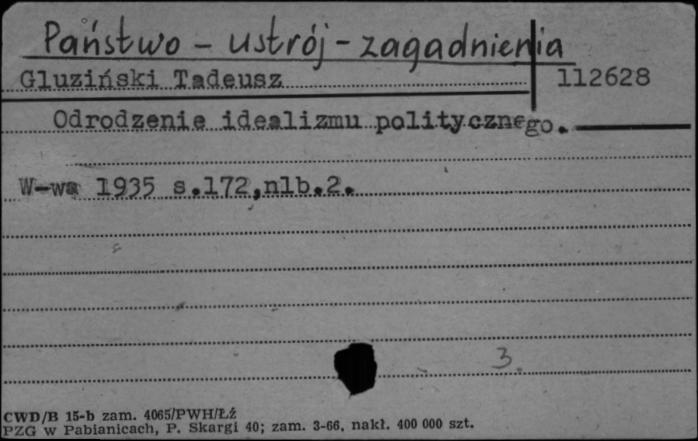 Państwo - ustrój - zagadnienia
Gluziński Tadeusz 112628
Odrodzenie idealizmu politycznego.
W-wa 1935 s.172,nlb.2.
3.
CWD/B 15-b zam. 4065/PWH/Łź
PZG w Pabianicach, P. Skargi 40; zam. 3-66, nakł. 400 000 szt.